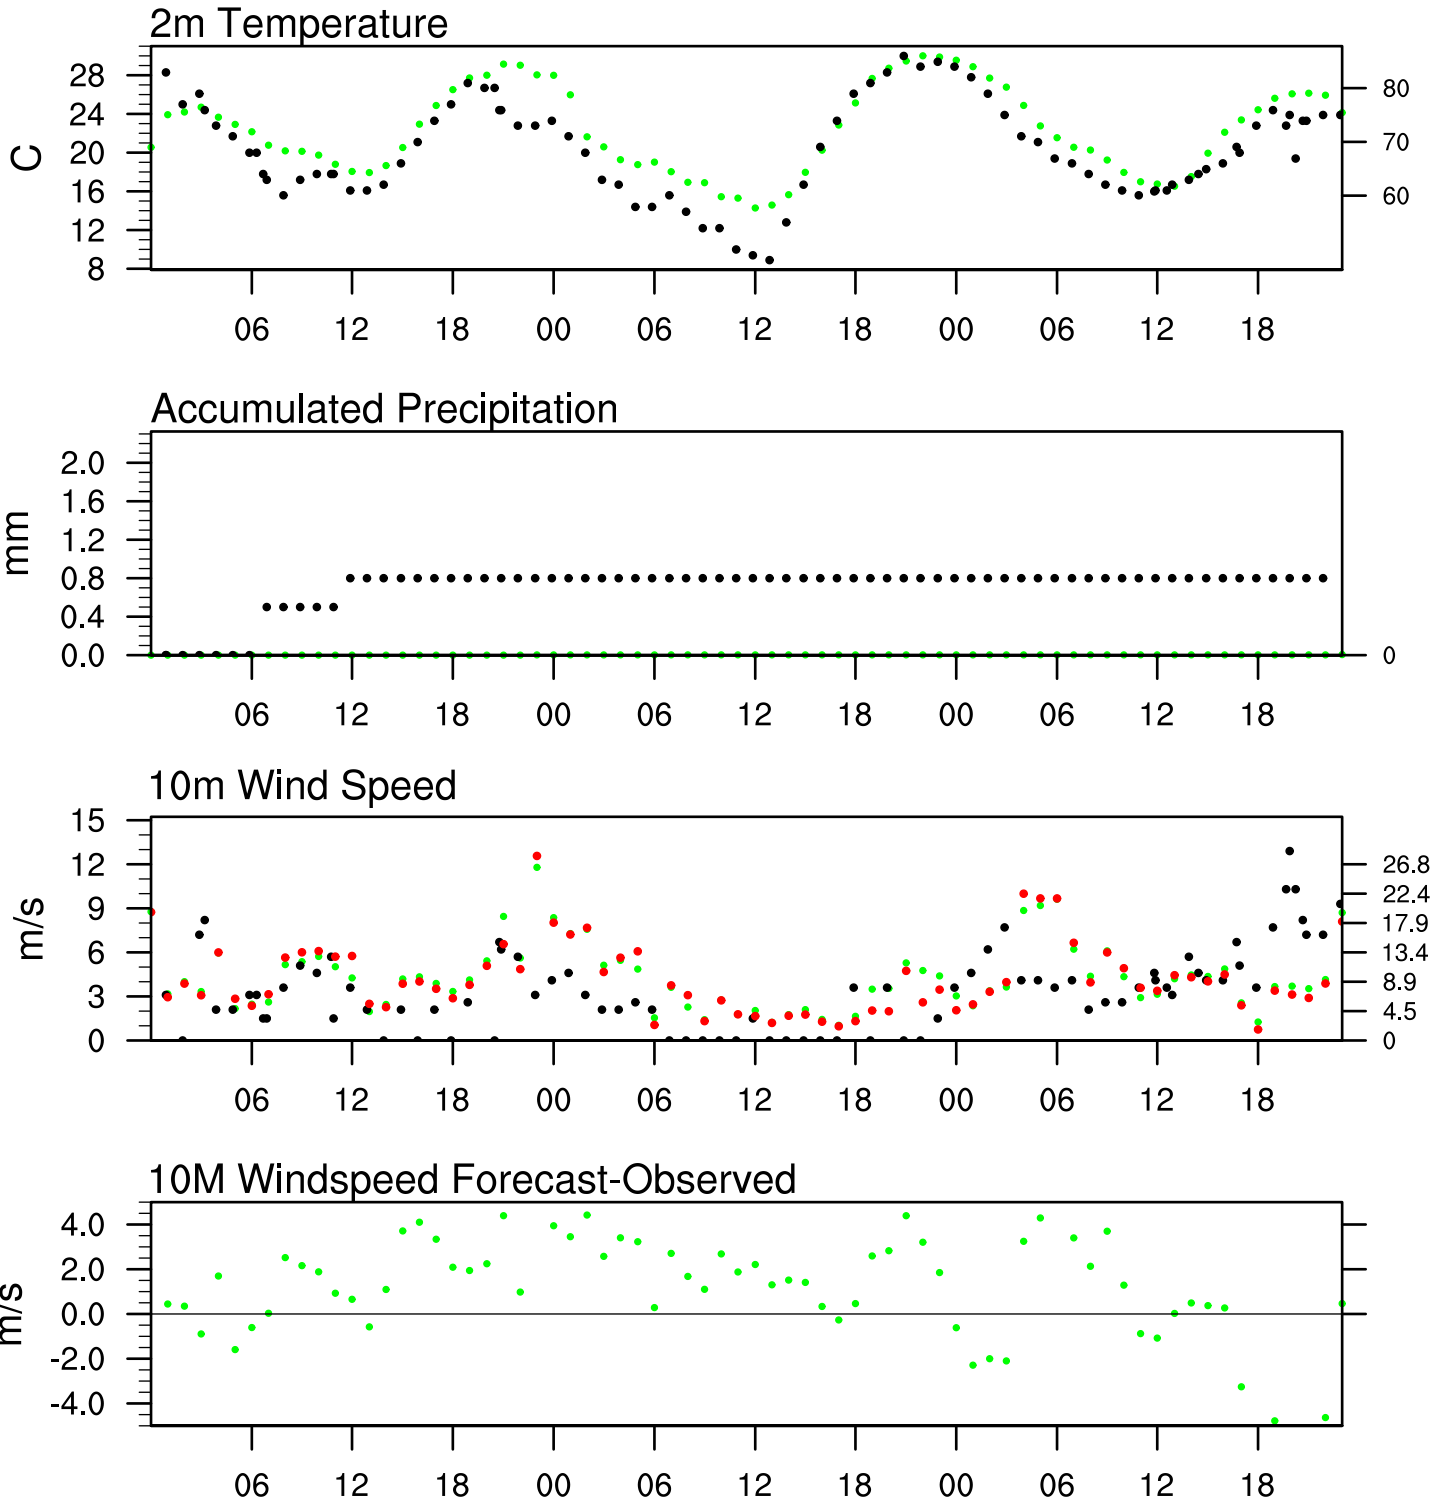 2m Temperature
C
28
24
20
16
12
8
80
70
60
06 12 18 00 06 12 18 00 06 12 18
Accumulated Precipitation
mm
2.0
1.6
1.2
0.8
0.4
0.0
0
06 12 18 00 06 12 18 00 06 12 18
10m Wind Speed
m/s
15
12
9
6
3
0
26.8
22.4
17.9
13.4
8.9
4.5
0
06 12 18 00 06 12 18 00 06 12 18
10M Windspeed Forecast-Observed
m/s
4.0
2.0
0.0
-2.0
-4.0
06 12 18 00 06 12 18 00 06 12 18